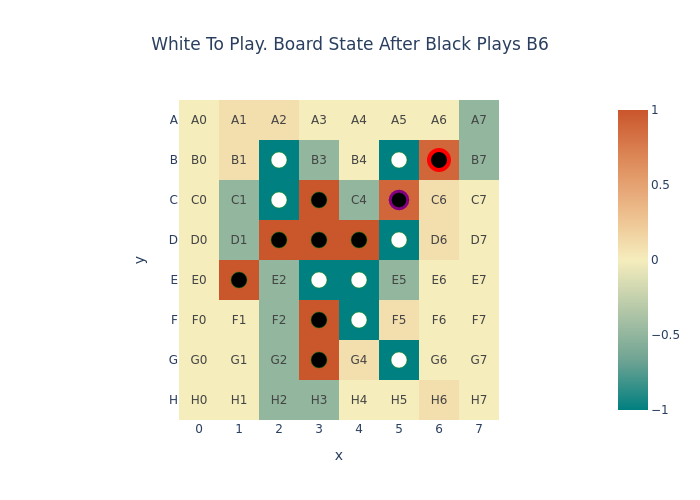 White To Play. Board State After Black Plays B6
A A0 A1 A2 A3 A4 A5 A6 A7 1
B B0 B1 B3 B4 B7
C C0 C1 C4 C6 C7 0.5
D D0 D1 D6 D7 0
y
E E0 E2 E5 E6 E7
F F0 F1 F2 F5 F6 F7 −0.5
G G0 G1 G2 G4 G6 G7
H H0 H1 H2 H3 H4 H5 H6 H7 −1
0 1 2 3 4 5 6 7
x